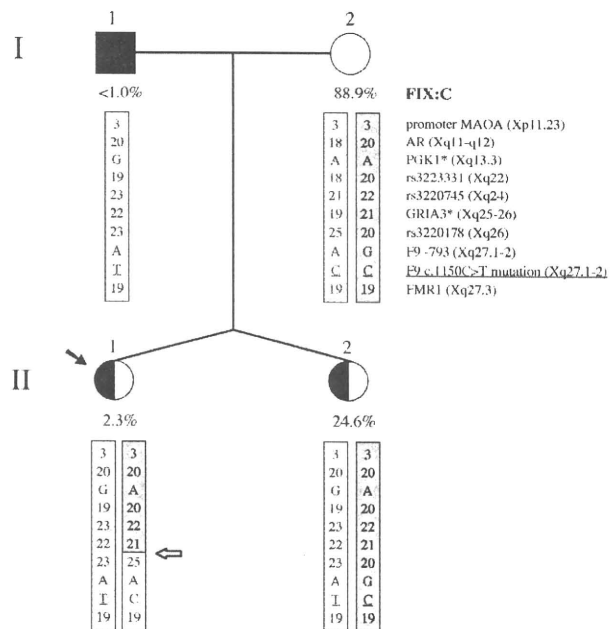 1 2
I
<1.0% 88.9% FIX:C
3 3 3 promoter MAOA (Xp11.23)
20 18 20 AR (Xq11-q12)
G A A PGK1* (Xq13.3)
19 18 20 rs3223331 (Xq22)
23 21 22 rs3220745 (Xq24)
22 19 21 GRIA3* (Xq25-26)
23 25 20 rs3220178 (Xq26)
A A G F9 -793 (Xq27.1-2)
T C C F9 c.1150C>T mutation (Xq27.1-2)
19 19 19 FMR1 (Xq27.3)
1 2
II
2.3% 24.6%
3 3 3 3
20 20 20 20
G A G A
19 20 19 20
23 22 23 22
22 21 22 21
23 25 23 20
A A A G
T C T C
19 19 19 19